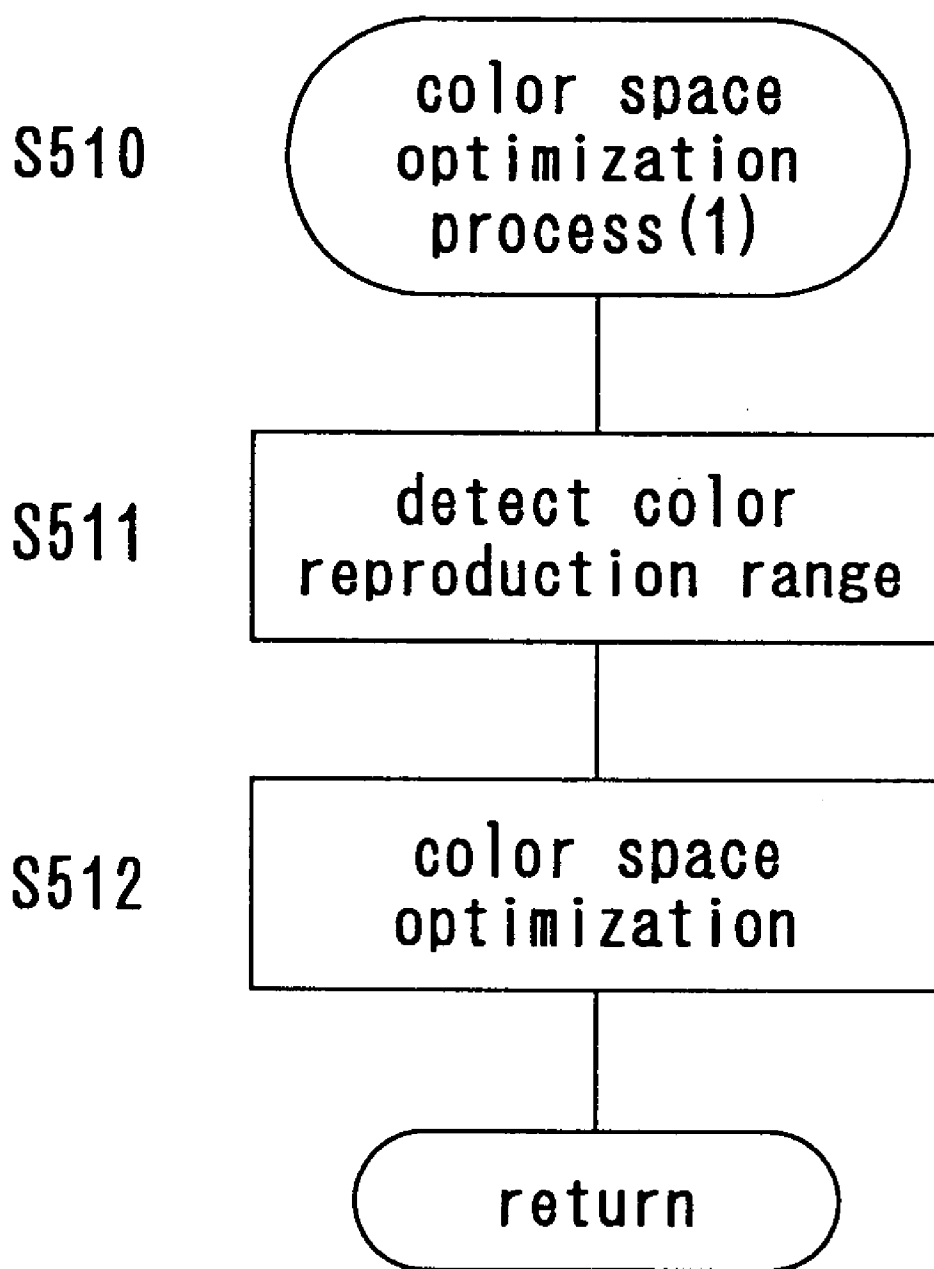 S510
color space
optimization
process(1)
S511
detect color
reproduction range
S512
color space
optimization
return